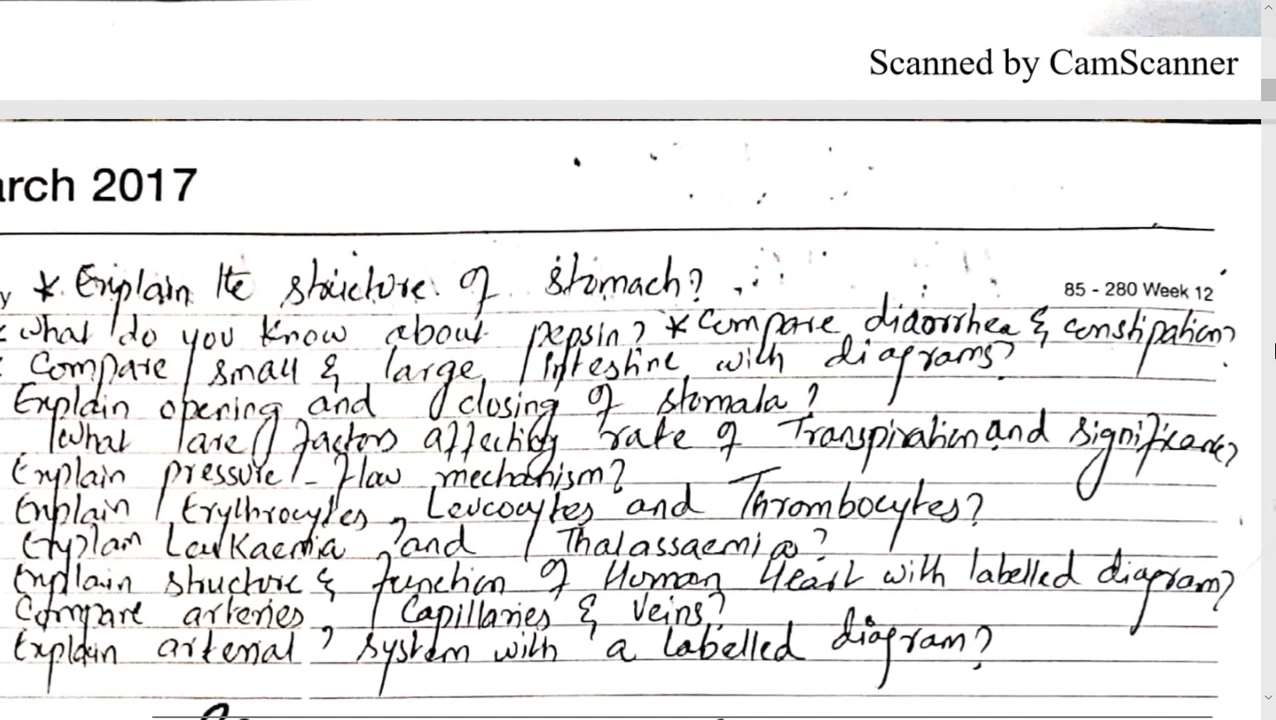 Scanned by CamScanner
arch 2017
y * Explain the structure of stomach?
85 - 280 Week 12
what do you know about pepsin? * Compare diaorrhea & constipation?
Compare small & large Intestine with diagrams?
Explain opening and closing of stomata?
What are factors affecting rate of Transpiration and significance?
Explain pressure - flow mechanism?
Explain Erythrocytes, Leucocytes and Thrombocytes?
Explain Leukaemia, and Thalassaemia?
Explain structure & function of Human Heart with labelled diagram?
Compare arteries, Capillaries & Veins?
Explain arterial system with a labelled diagram?